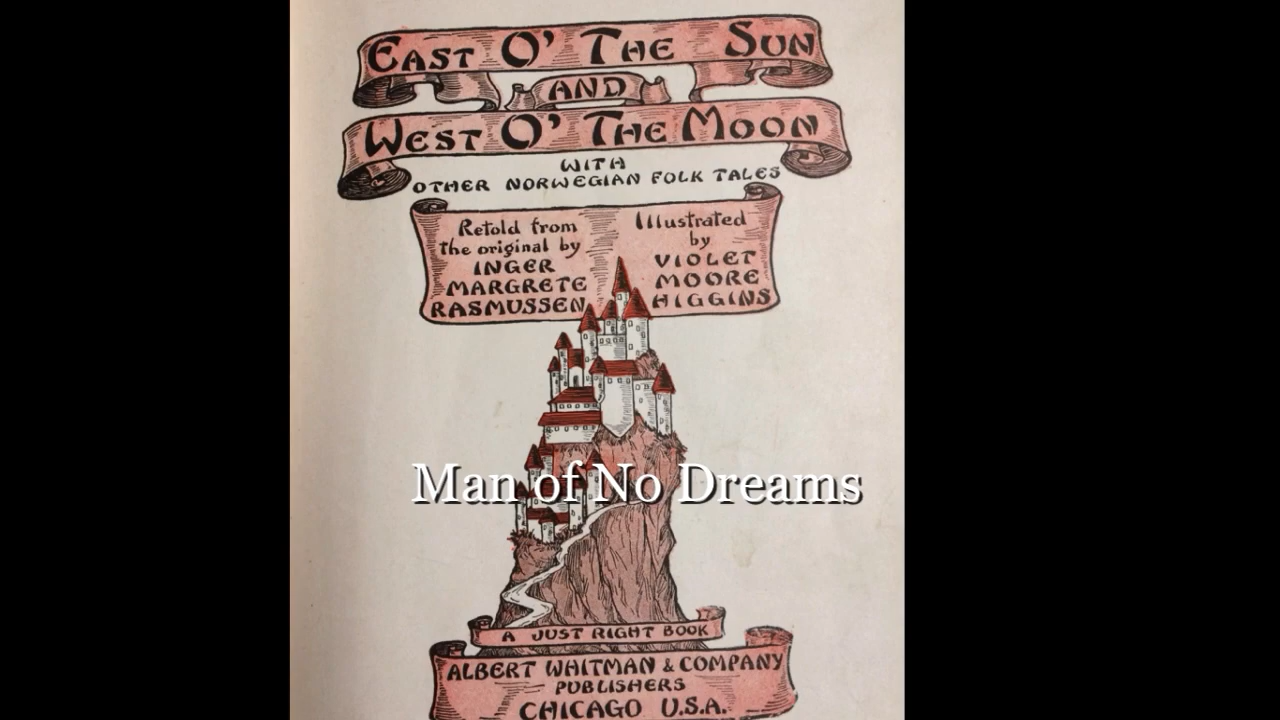 EAST O' THE SUN
AND
WEST O' THE MOON
WITH
OTHER NORWEGIAN FOLK TALES
Retold from
the original by
INGER
MARGRETE
RASMUSSEN
Illustrated
by
VIOLET
MOORE
HIGGINS
Man of No Dreams
A JUST RIGHT BOOK
ALBERT WHITMAN & COMPANY
PUBLISHERS
CHICAGO U.S.A.